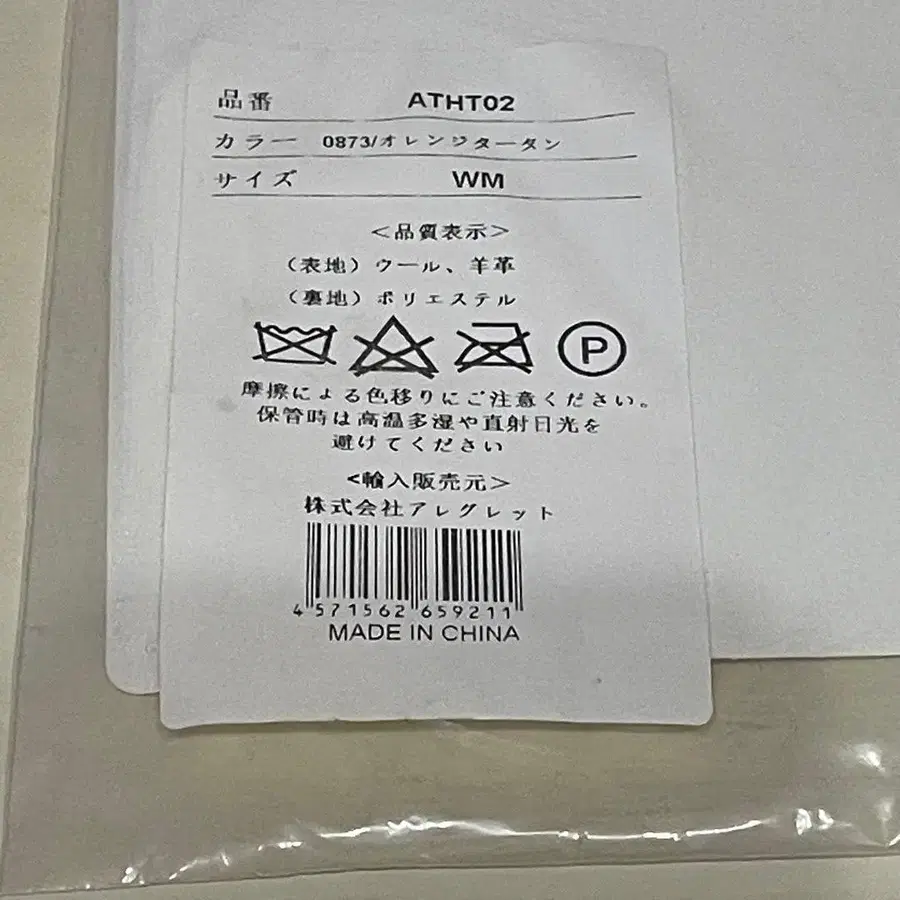 品番 ATHT02
カラー 0873/オレンジタータン
サイズ WM
<品質表示>
（表地）ウール、羊革
（裏地）ポリエステル
P
摩擦による色移りにご注意ください。
保管時は高温多湿や直射日光を
避けてください
<輸入販売元>
株式会社アレグレット
4 571562 659211
MADE IN CHINA